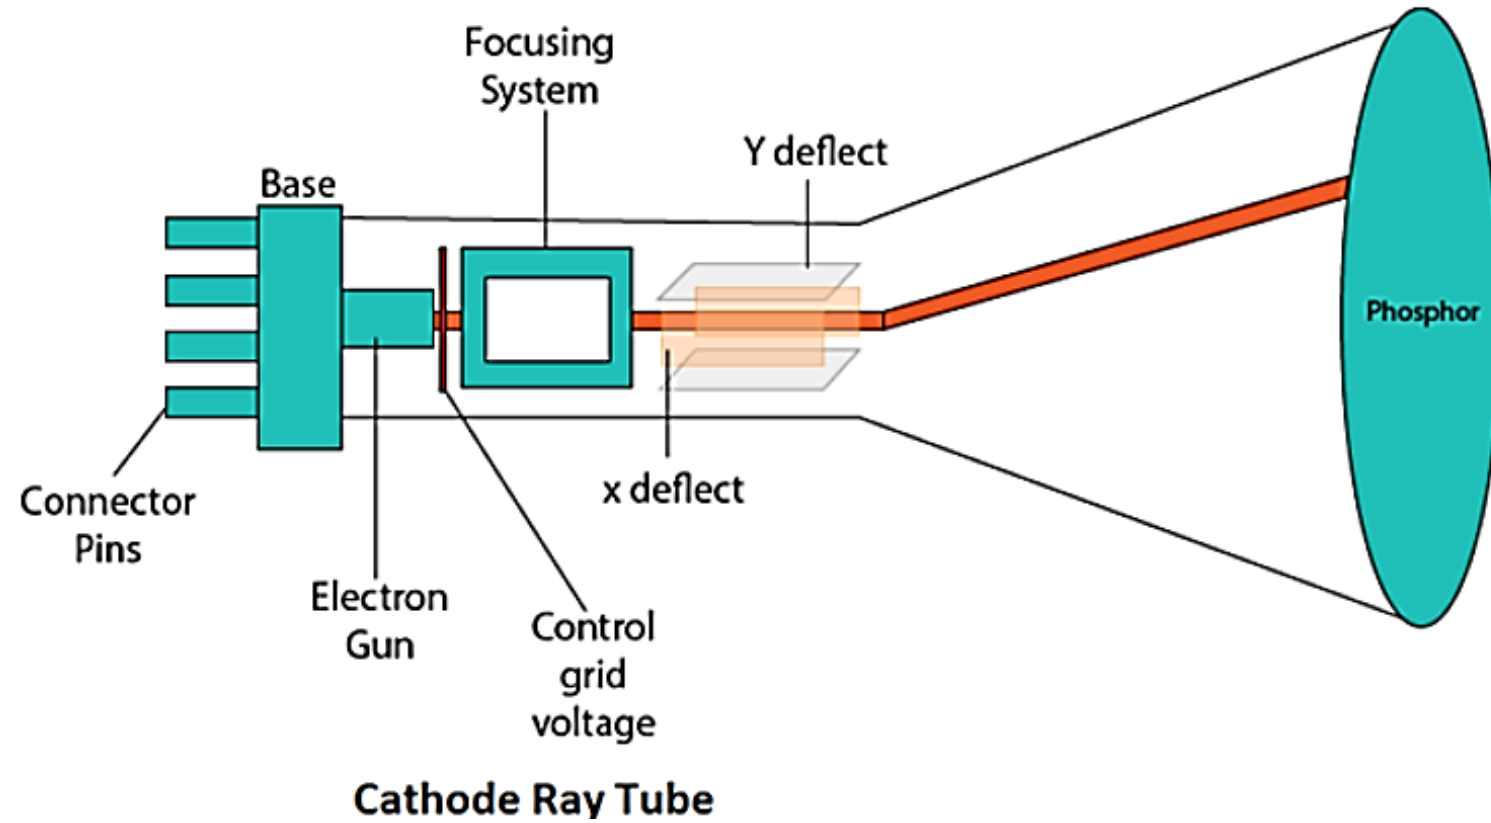 Focusing
System
Y deflect
Base
Phosphor
x deflect
Connector
Pins
Electron
Gun
Control
grid
voltage
Cathode Ray Tube